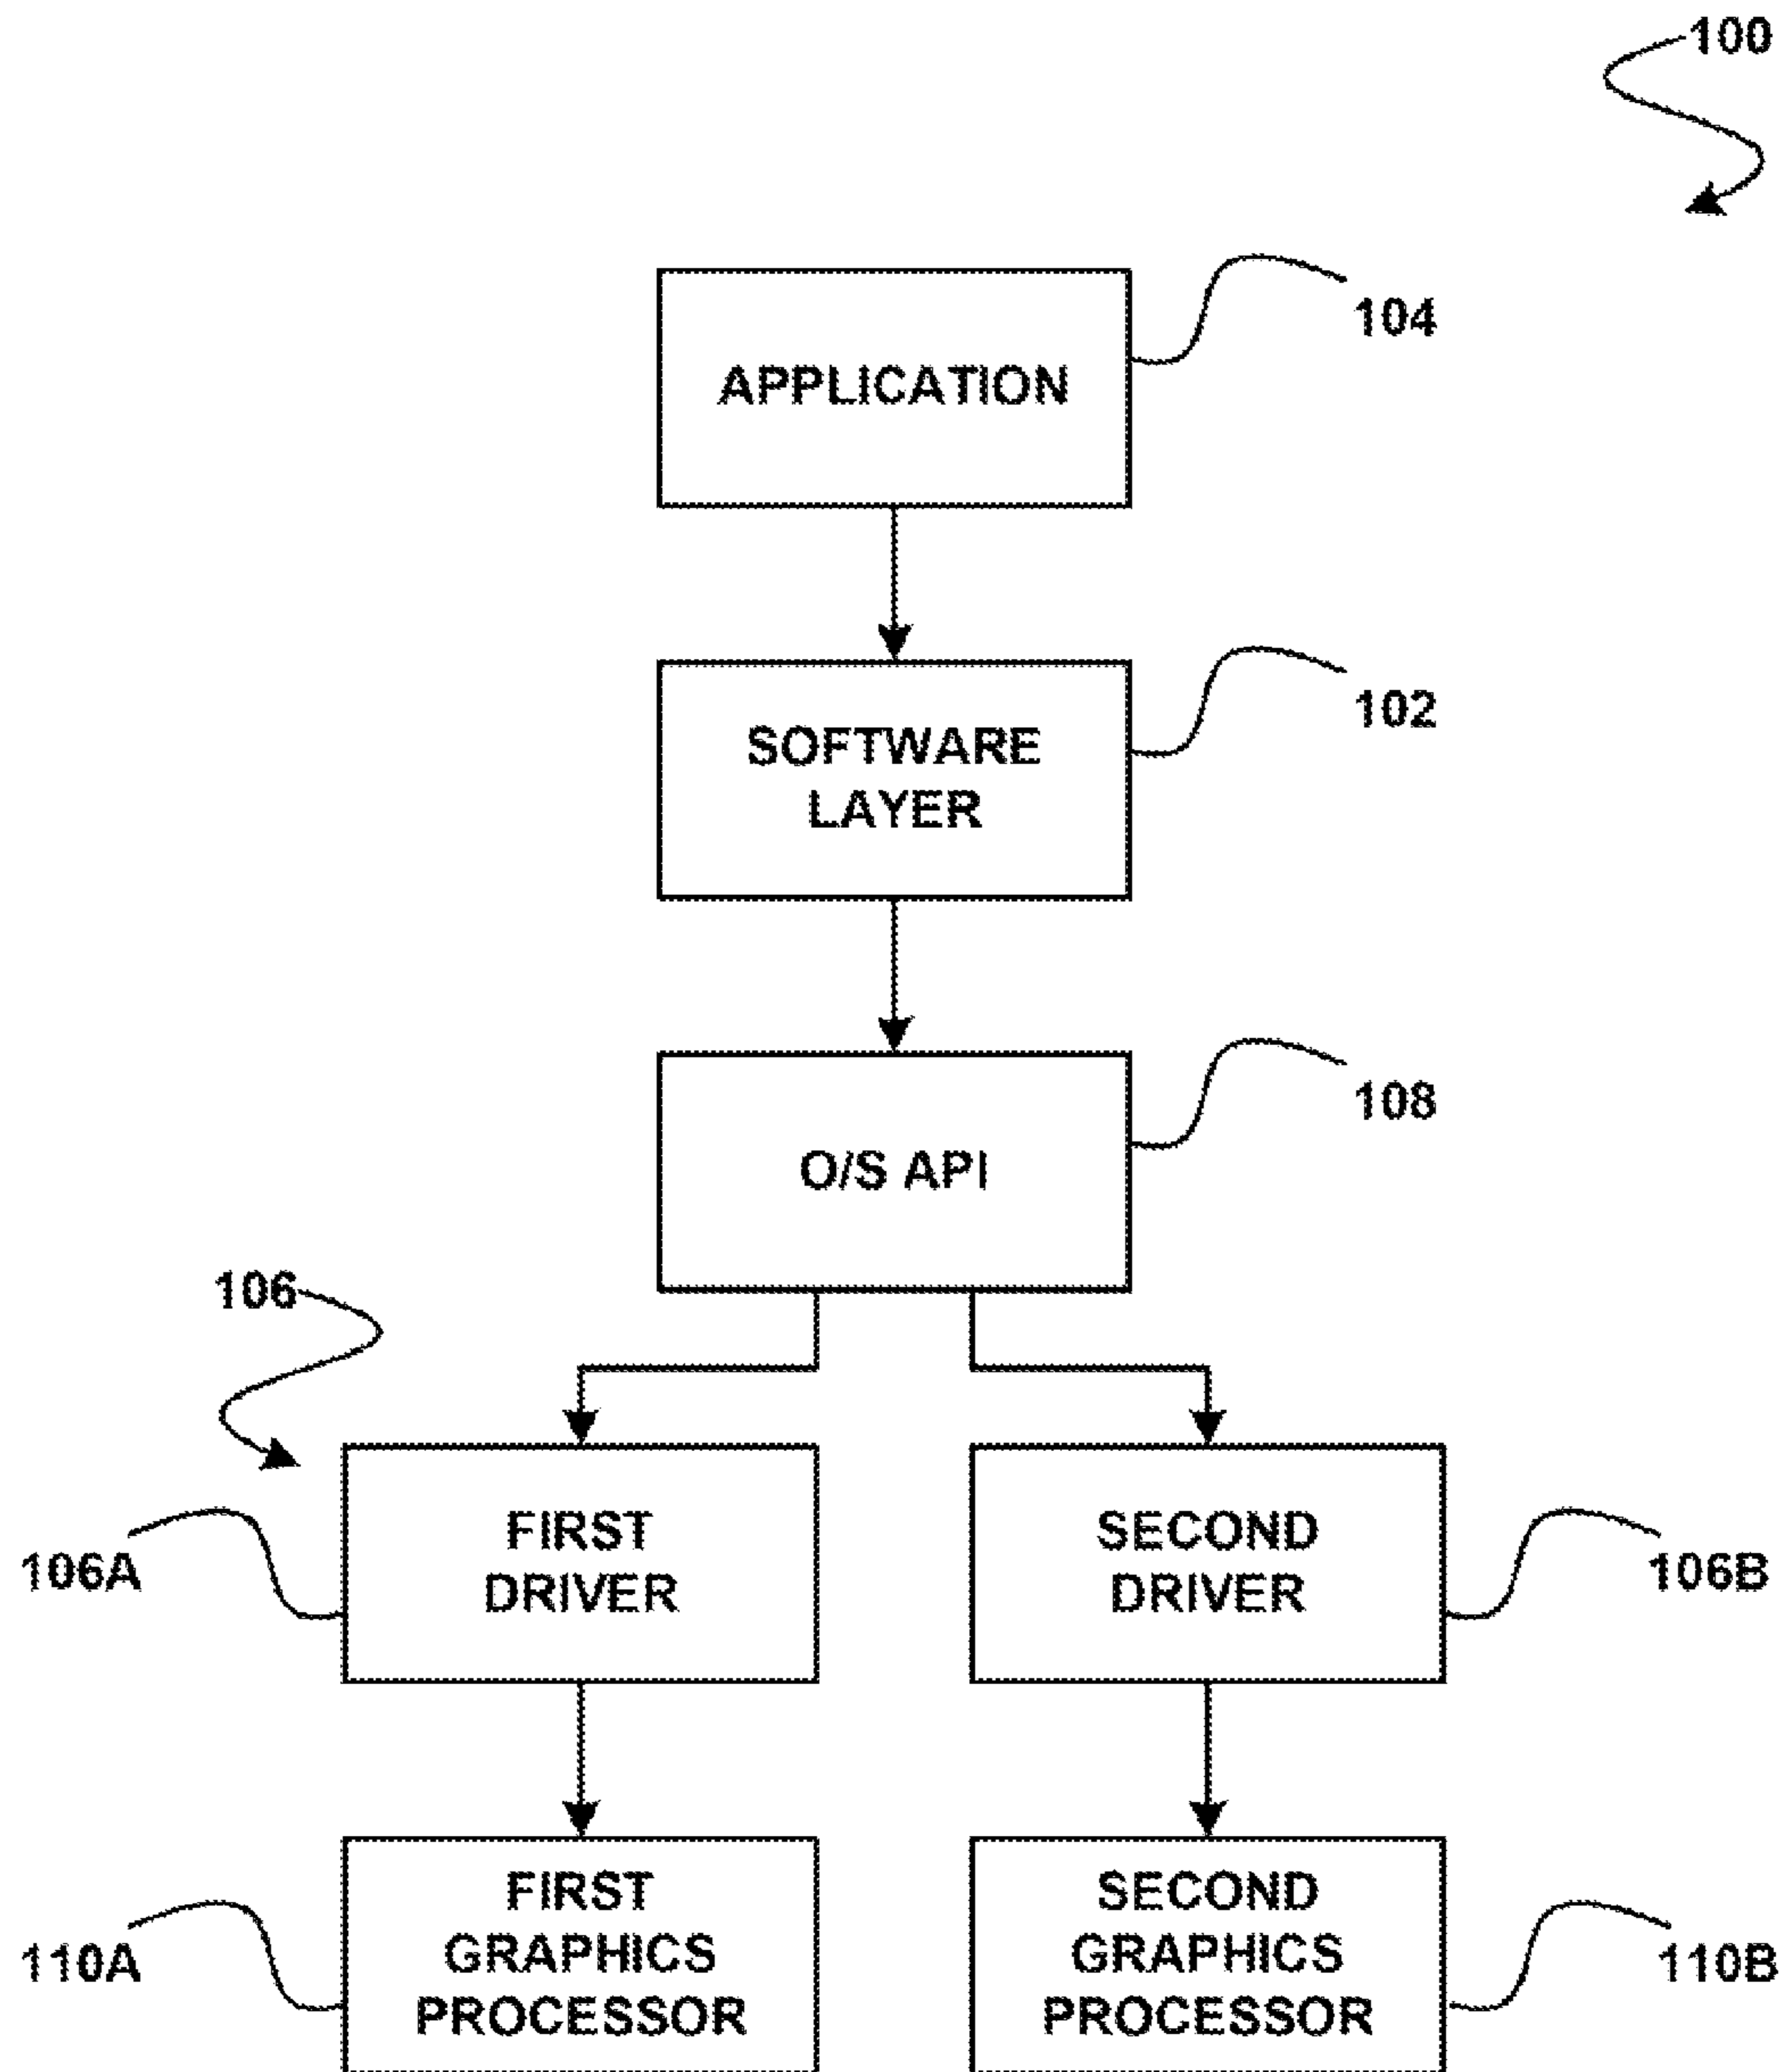 100
APPLICATION
104
SOFTWARE
LAYER
102
O/S API
108
106
FIRST
DRIVER
106A
SECOND
DRIVER
106B
FIRST
GRAPHICS
PROCESSOR
110A
SECOND
GRAPHICS
PROCESSOR
110B